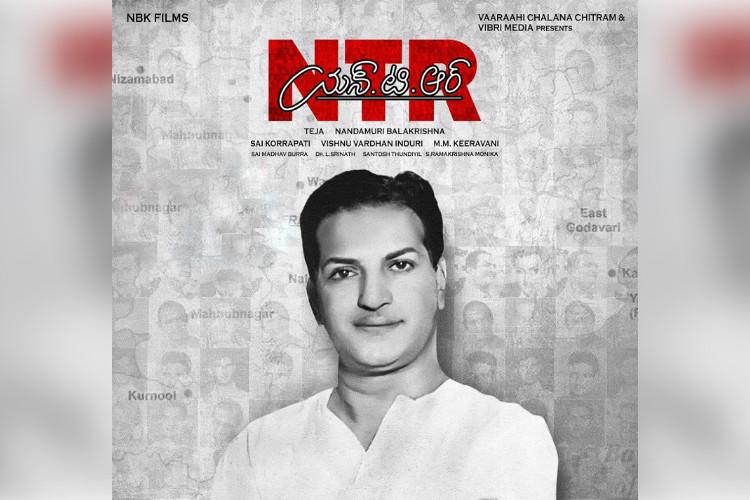 NBK FILMS
VAARAAHI CHALANA CHITRAM &
VIBRI MEDIA PRESENTS
NTR
యన్.టి.ఆర్
TEJA NANDAMURI BALAKRISHNA
SAI KORRAPATI VISHNU VARDHAN INDURI M.M. KEERAVANI
SAI MADHAV BURRA DR. L.SRINATH SANTOSH THUNDIYIL S.RAMAKRISHNA MONIKA
Nizamabad
Mahbubnagar
East
Godavari
Mahbubnagar
Kurnool